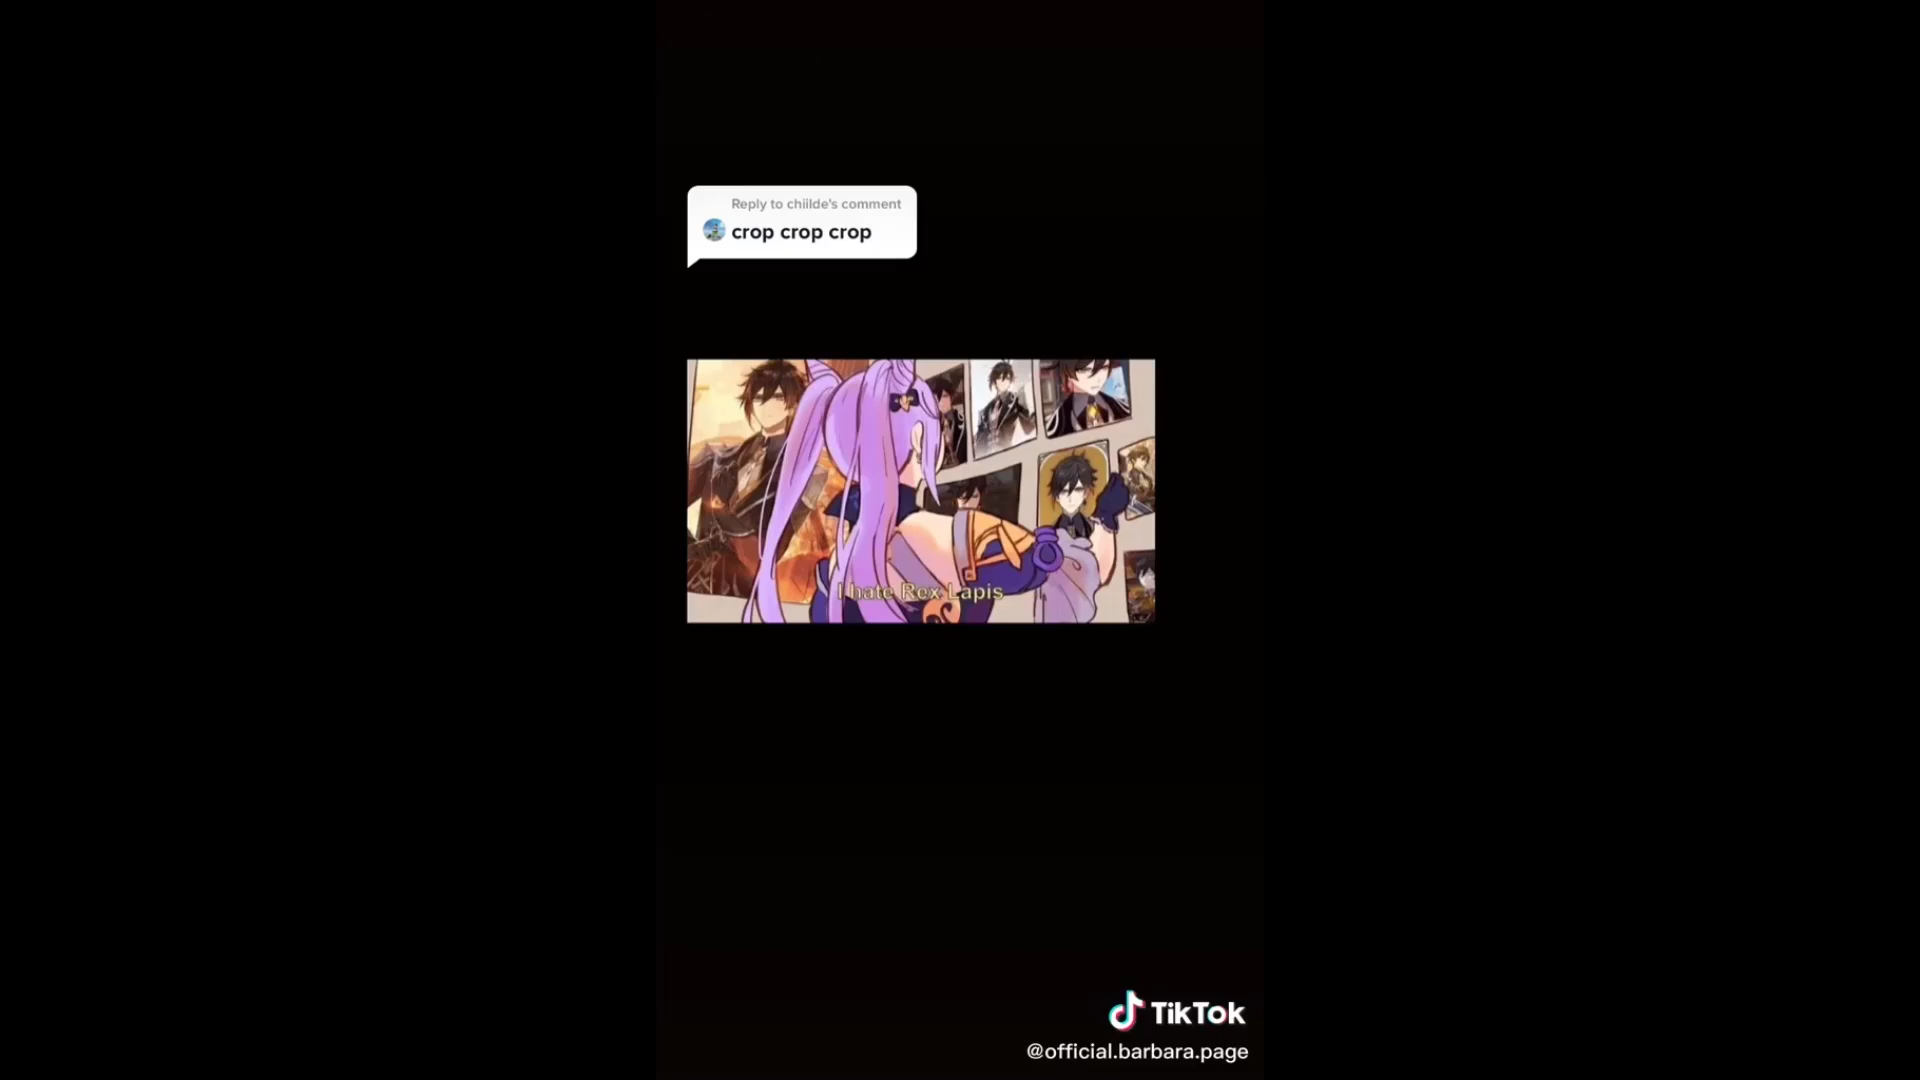 Reply to chiilde's comment
crop crop crop
I hate Rex Lapis
TikTok
@official.barbara.page